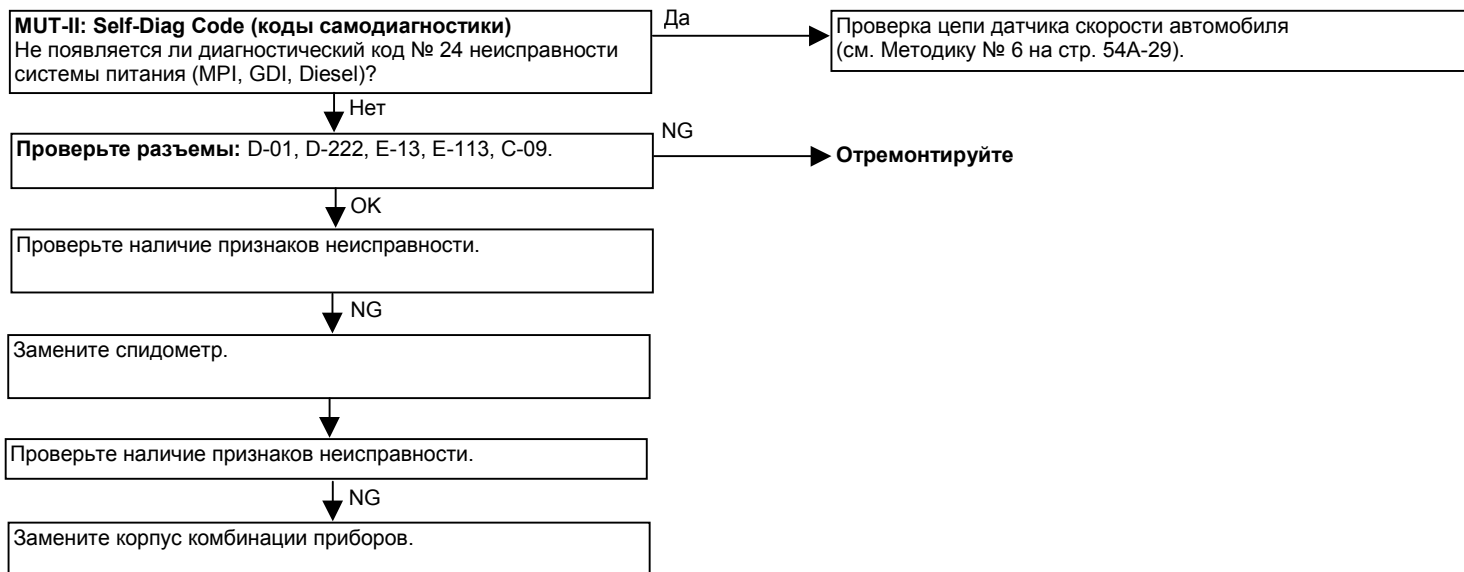 MUT-II: Self-Diag Code (коды самодиагностики)
Не появляется ли диагностический код № 24 неисправности
системы питания (MPI, GDI, Diesel)?
Да
Проверка цепи датчика скорости автомобиля
(см. Методику № 6 на стр. 54A-29).
Нет
Проверьте разъемы: D-01, D-222, E-13, E-113, C-09.
NG
Отремонтируйте
OK
Проверьте наличие признаков неисправности.
NG
Замените спидометр.
Проверьте наличие признаков неисправности.
NG
Замените корпус комбинации приборов.